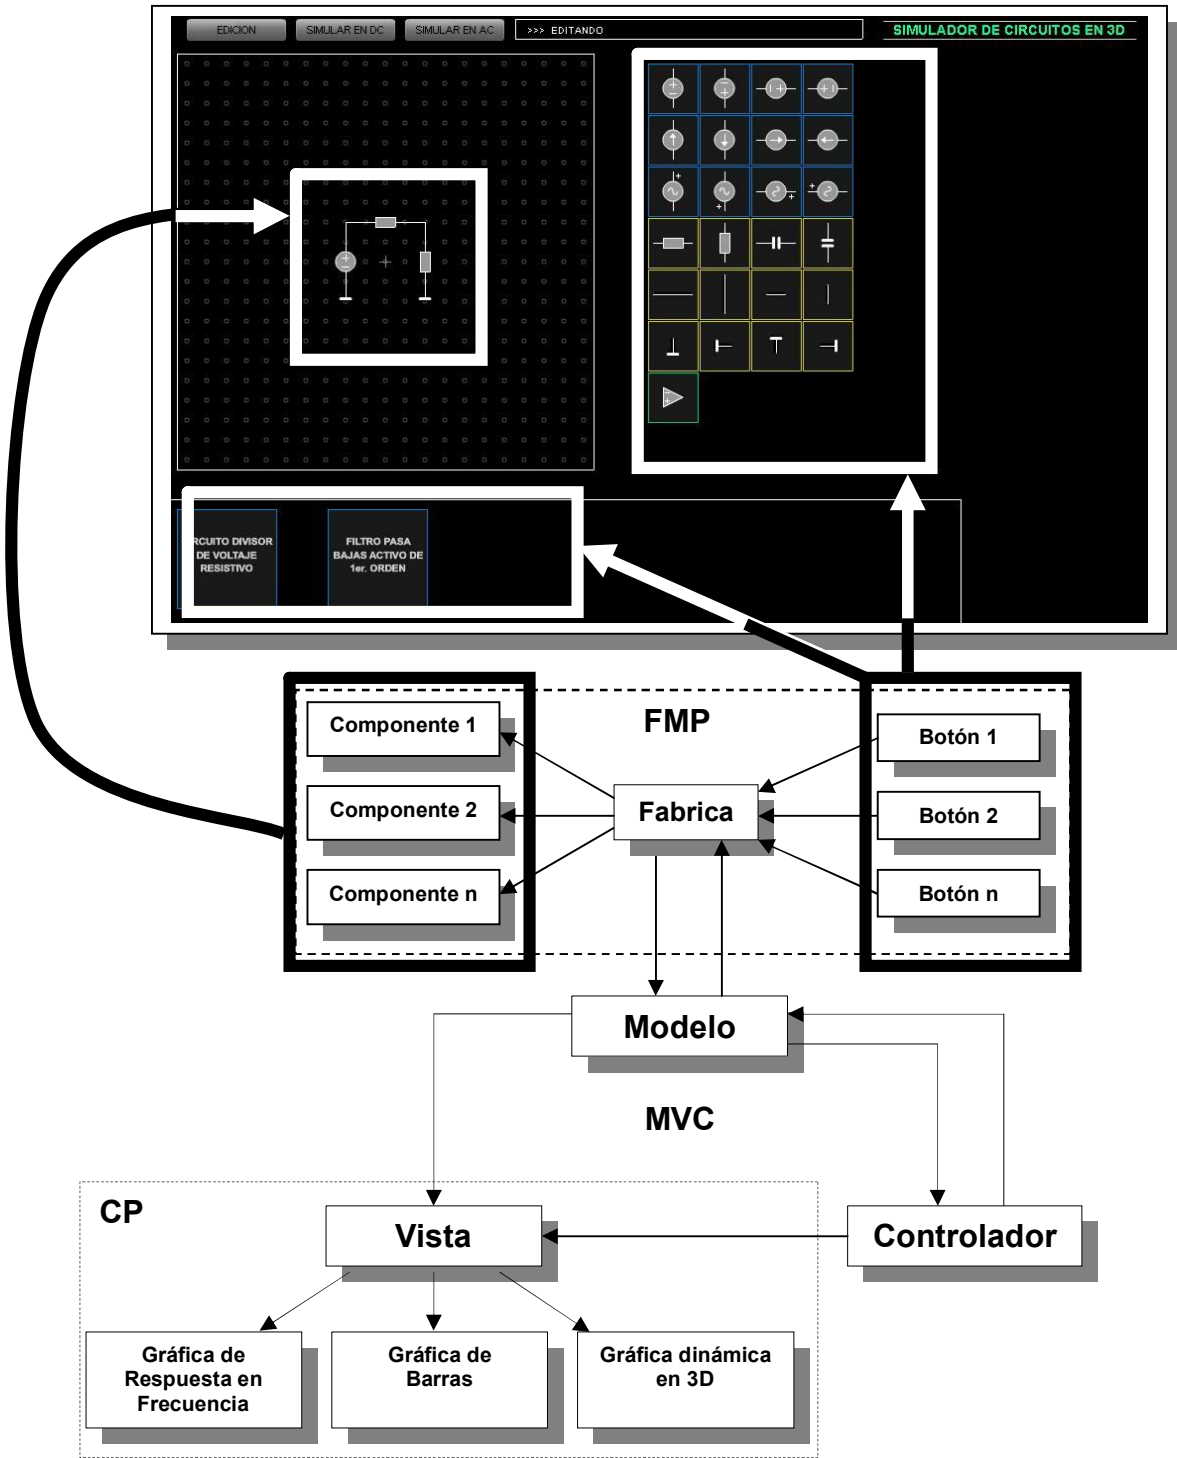 EDICION
SIMULAR EN DC
SIMULAR EN AC
>>> EDITANDO
SIMULADOR DE CIRCUITOS EN 3D
RCUITO DIVISOR
DE VOLTAJE
RESISTIVO
FILTRO PASA
BAJAS ACTIVO DE
1er. ORDEN
FMP
Componente 1
Componente 2
Componente n
Fabrica
Botón 1
Botón 2
Botón n
Modelo
MVC
CP
Vista
Controlador
Gráfica de
Respuesta en
Frecuencia
Gráfica de
Barras
Gráfica dinámica
en 3D